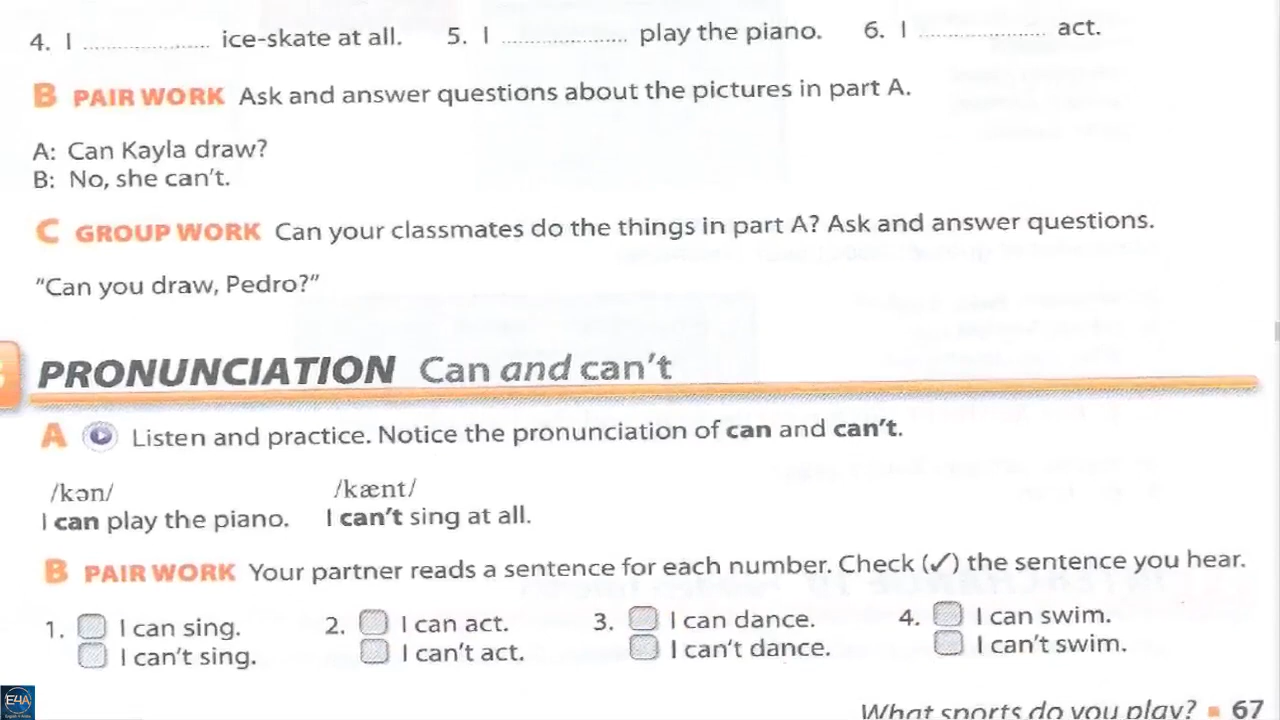 4. I ........................ ice-skate at all. 5. I ........................ play the piano. 6. I ........................ act.
B PAIR WORK Ask and answer questions about the pictures in part A.
A: Can Kayla draw?
B: No, she can't.
C GROUP WORK Can your classmates do the things in part A? Ask and answer questions.
"Can you draw, Pedro?"
PRONUNCIATION Can and can't
A Listen and practice. Notice the pronunciation of can and can't.
/kən/ /kænt/
I can play the piano. I can't sing at all.
B PAIR WORK Your partner reads a sentence for each number. Check (✓) the sentence you hear.
1. I can sing. 2. I can act. 3. I can dance. 4. I can swim.
I can't sing. I can't act. I can't dance. I can't swim.
What sports do you play? ▪ 67
E4A